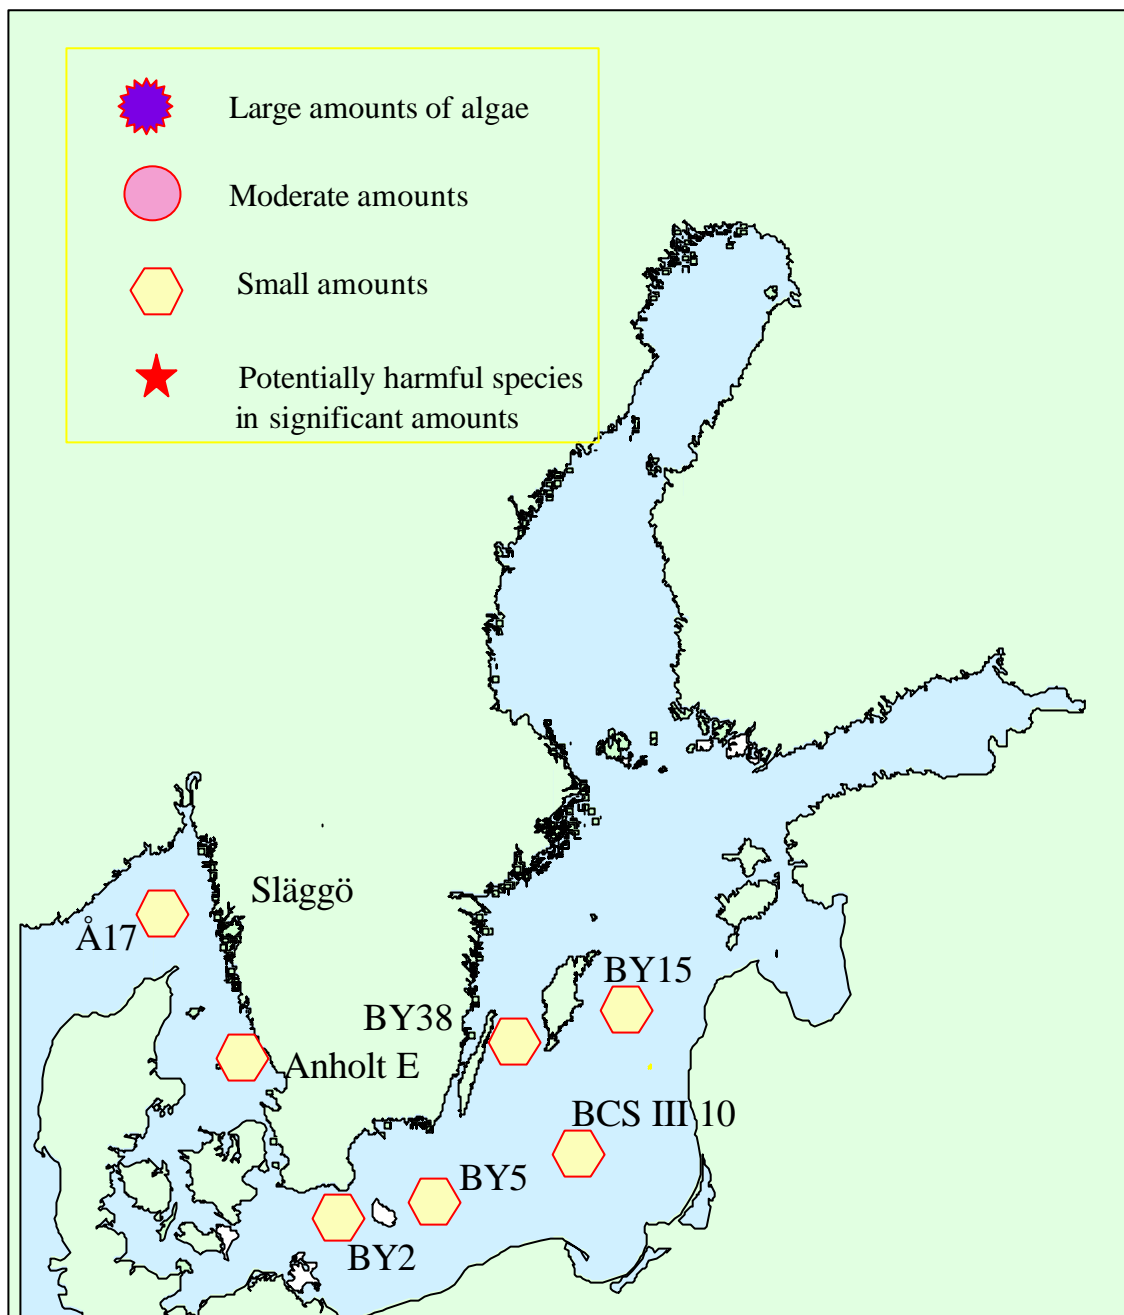 Large amounts of algae
Moderate amounts
Small amounts
Potentially harmful species
in significant amounts
Släggö
Å17
BY15
BY38
Anholt E
BCS III 10
BY5
BY2